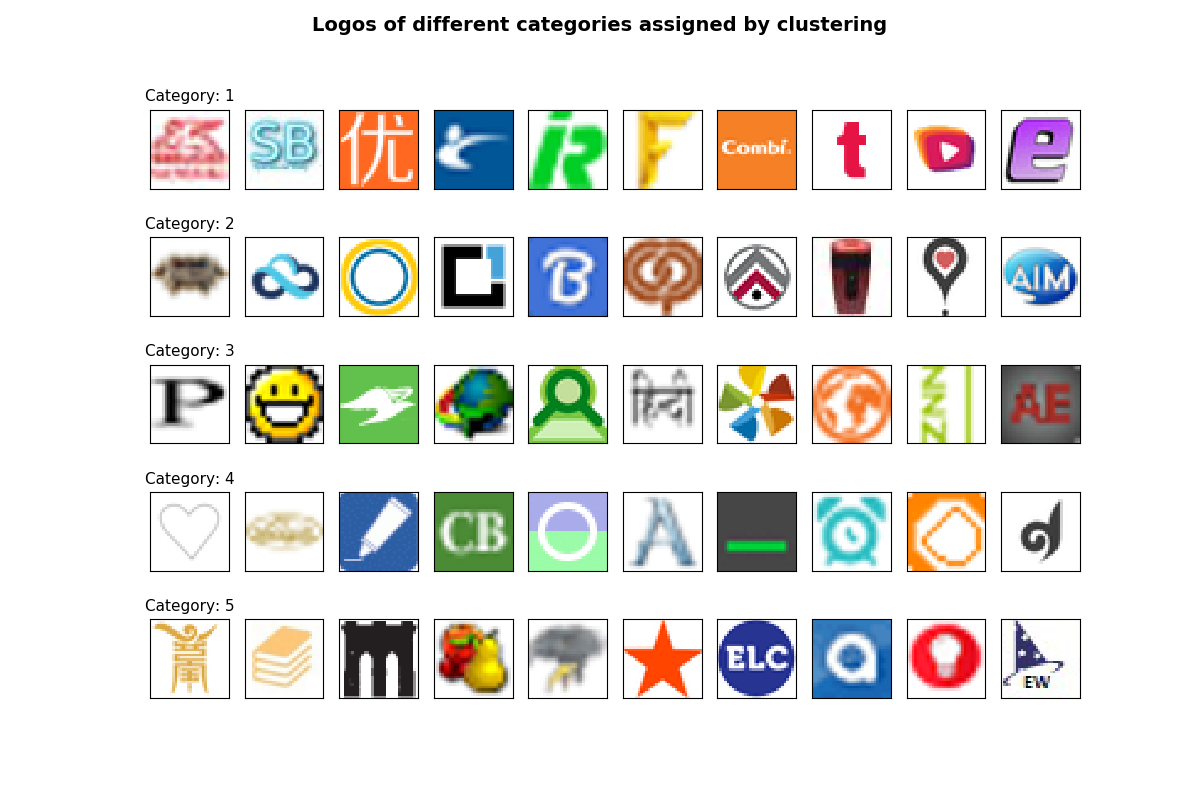 Logos of different categories assigned by clustering
Category: 1
SB 优 iR F Combi t e
Category: 2
B AIM
Category: 3
P हिन्दी ZNN AE
Category: 4
CB A d
Category: 5
m ELC a EW